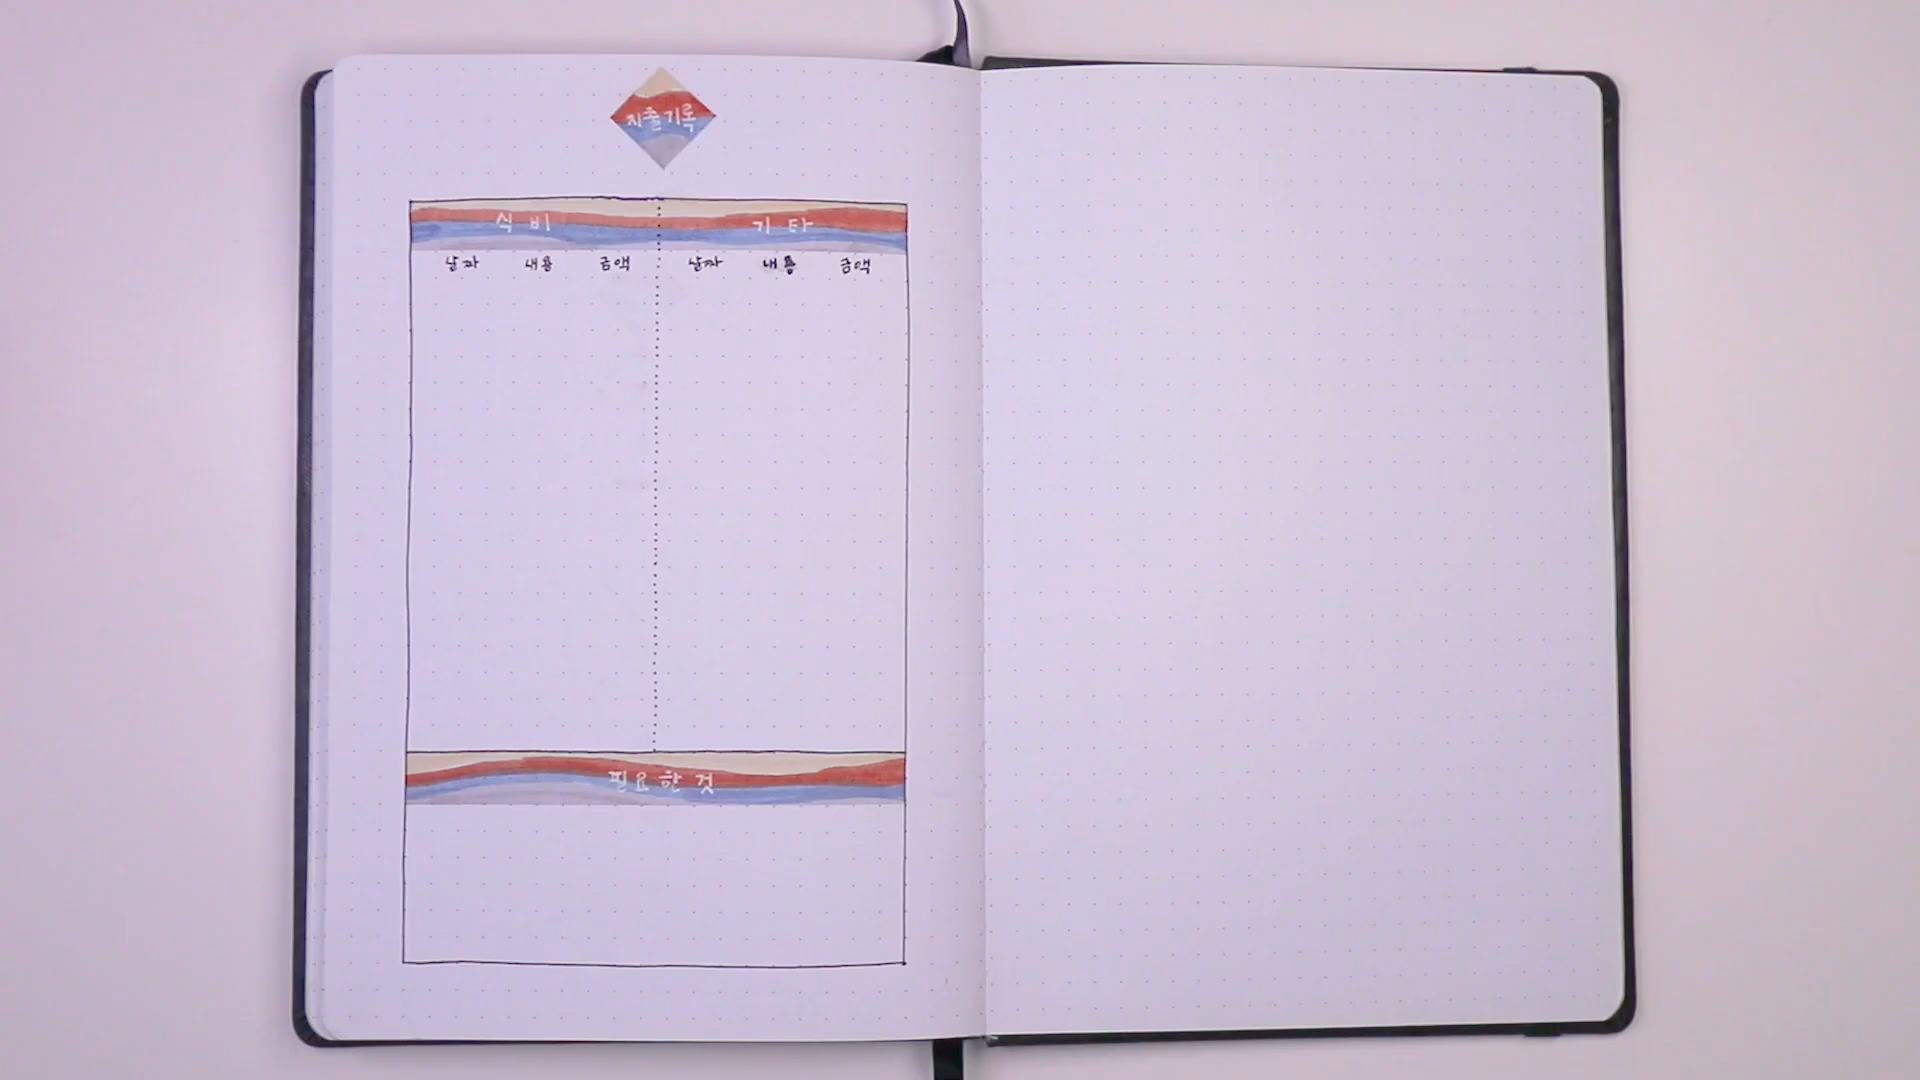 지출기록
식비 기타
날짜 내용 금액 날짜 내용 금액
필요한 것